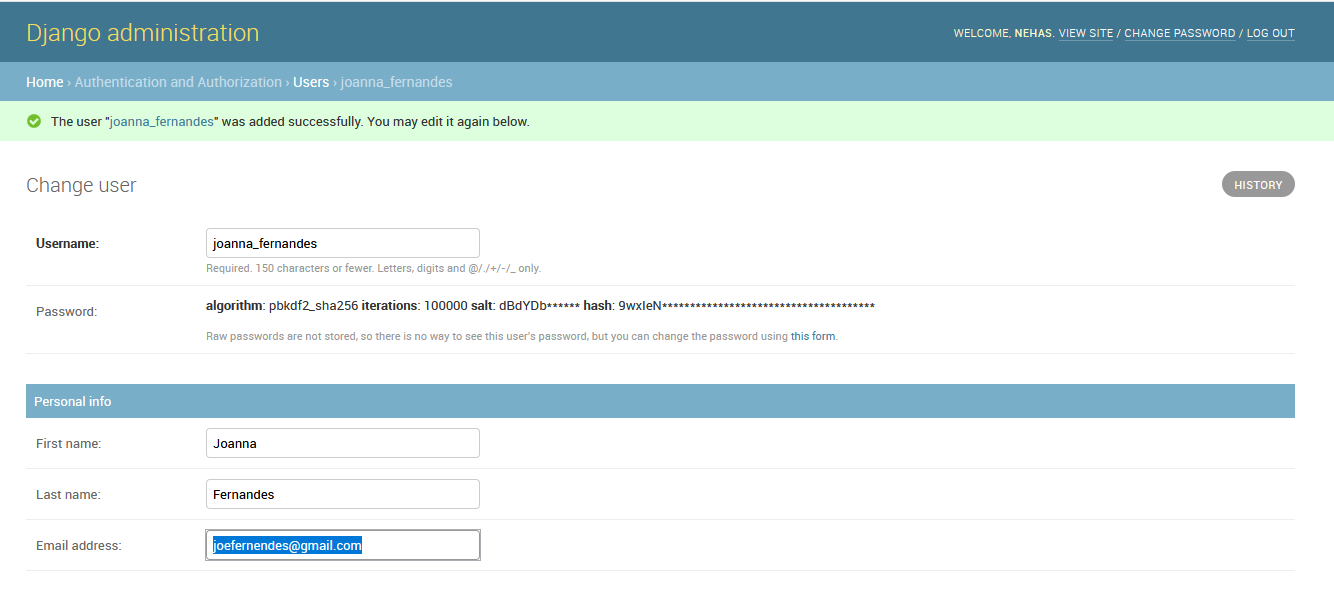 Django administration
WELCOME, NEHAS. VIEW SITE / CHANGE PASSWORD / LOG OUT
Home › Authentication and Authorization › Users › joanna_fernandes
The user "joanna_fernandes" was added successfully. You may edit it again below.
Change user
HISTORY
Username:
joanna_fernandes
Required. 150 characters or fewer. Letters, digits and @/./+/-/_ only.
Password:
algorithm: pbkdf2_sha256 iterations: 100000 salt: dBdYDb****** hash: 9wxIeN**************************************
Raw passwords are not stored, so there is no way to see this user's password, but you can change the password using this form.
Personal info
First name:
Joanna
Last name:
Fernandes
Email address:
joefernendes@gmail.com